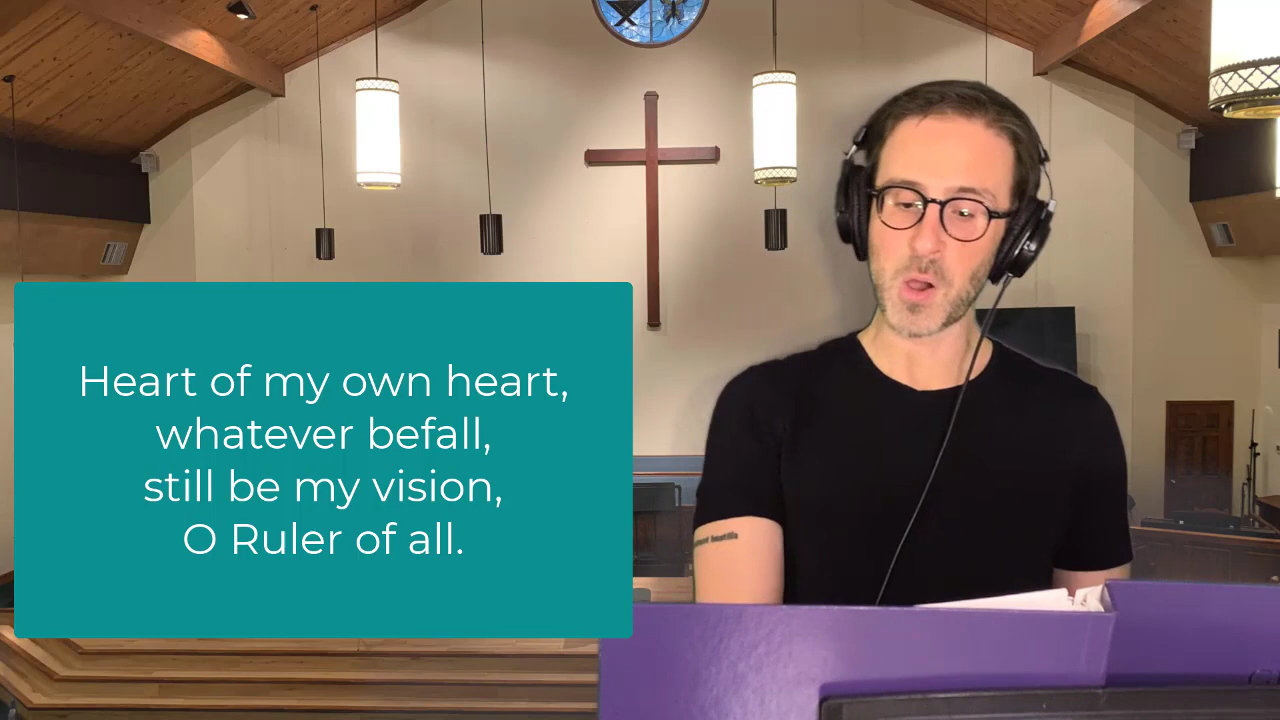 Heart of my own heart,
whatever befall,
still be my vision,
O Ruler of all.